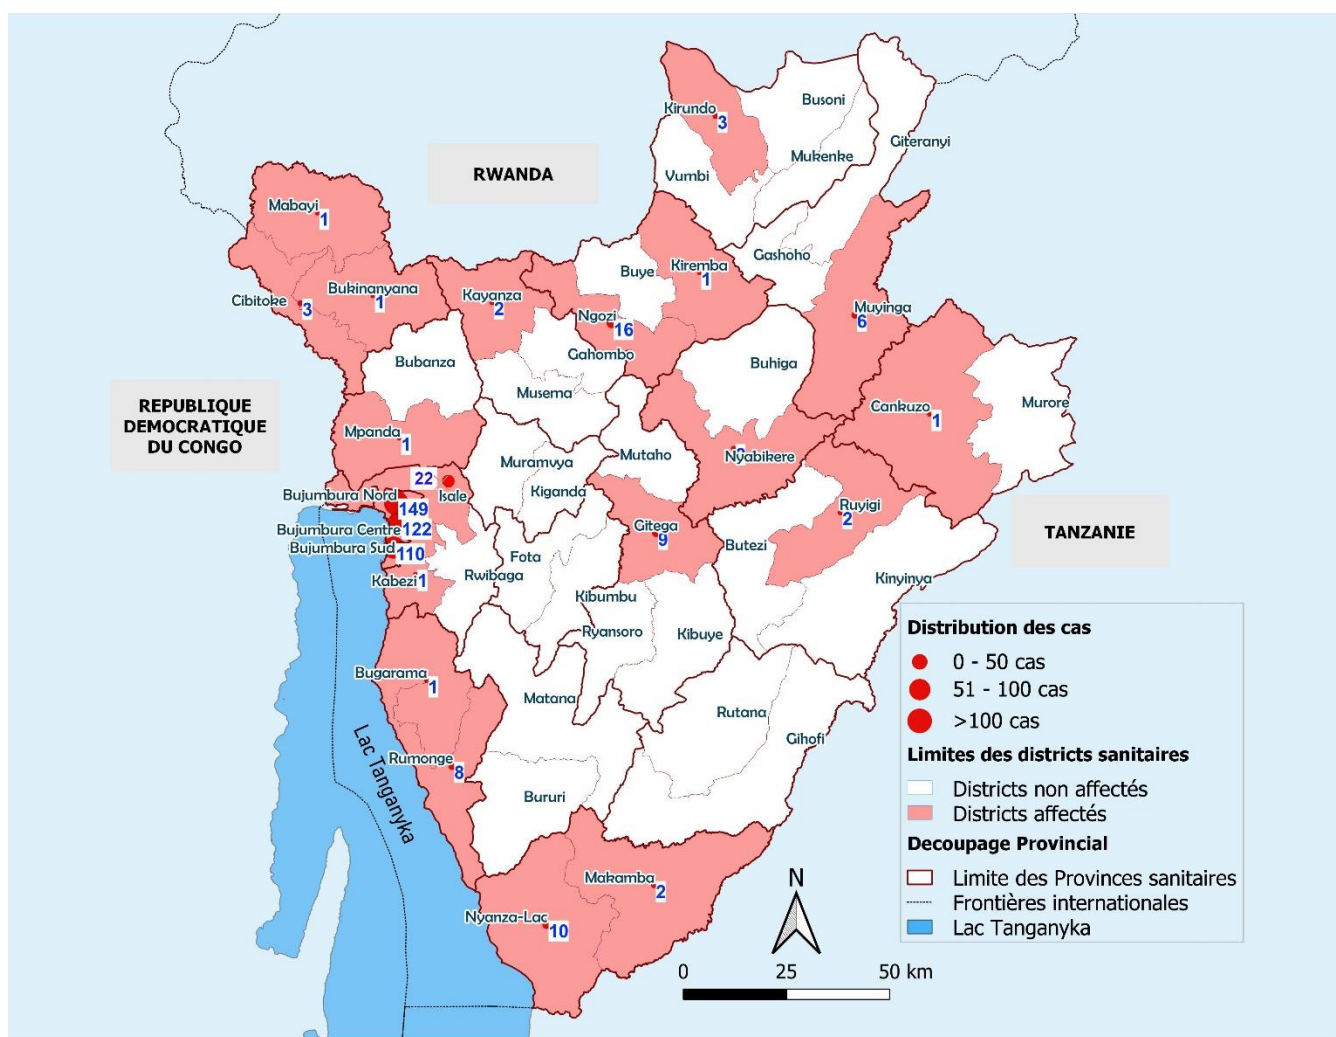 Busoni
Kirundo
3
Giteranyi
Mukenke
Vumbi
RWANDA
Mabayi
1
Gashoho
Buye
Kiremba
1
Bukinanyana
1
Cibitoke
3
Kayanza
2
Ngozi
16
Muyinga
6
Gahombo
Bubanza
Buhiga
Musema
REPUBLIQUE
DEMOCRATIQUE
DU CONGO
Cankuzo
1
Murore
Mpanda
1
Mutaho
Nyabikere
Muramvya
22
Kiganda
Isale
Bujumbura Nord
149
Ruyigi
2
Bujumbura Centre
122
Gitega
9
TANZANIE
Bujumbura Sud
110
Fota
Butezi
Kabezi
1
Rwibaga
Kinyinya
Kibumbu
Ryansoro
Kibuye
Bugarama
1
Matana
Rutana
Gihofi
Lac Tanganyka
Rumonge
8
Bururi
Makamba
2
Nyanza-Lac
10
Distribution des cas
0 - 50 cas
51 - 100 cas
>100 cas
Limites des districts sanitaires
Districts non affectés
Districts affectés
Decoupage Provincial
Limite des Provinces sanitaires
Frontières internationales
Lac Tanganyka
N
0 25 50 km